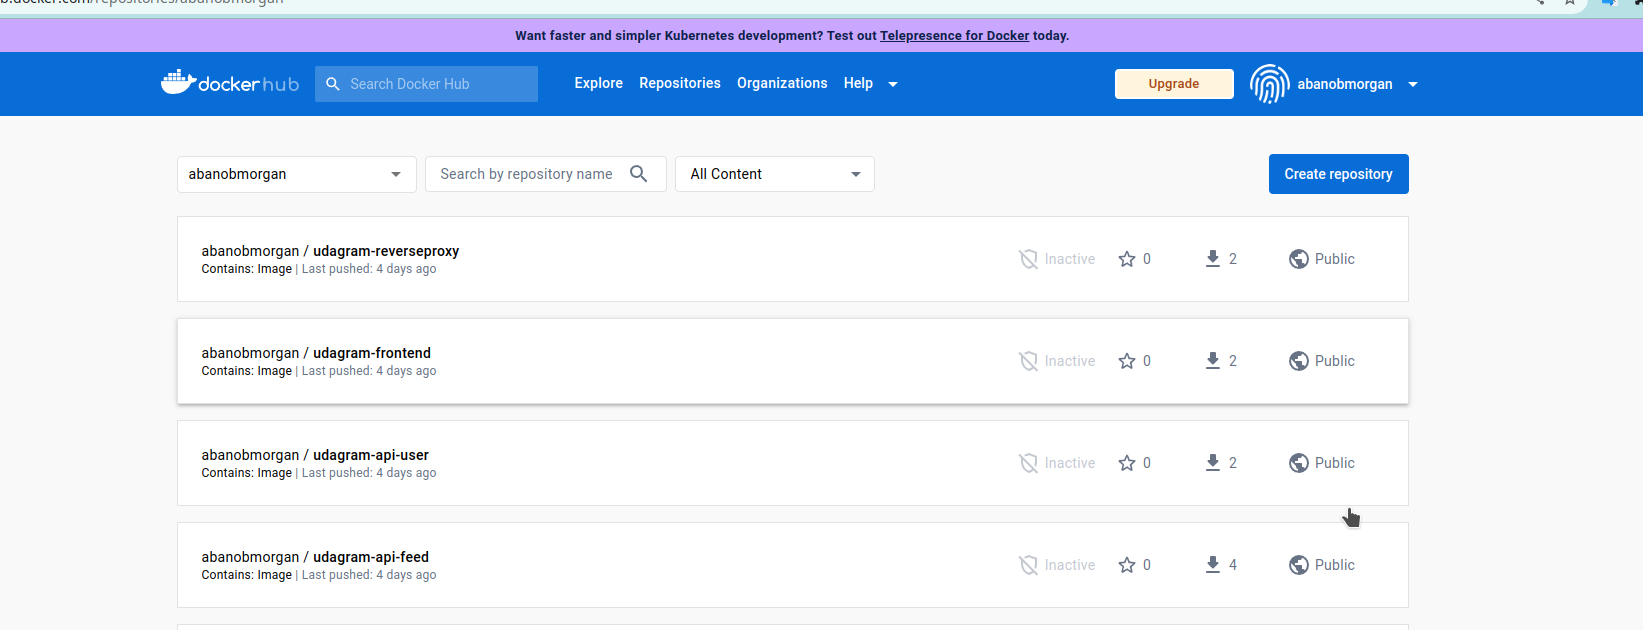 b.docker.com/repositories/abanobmorgan
Want faster and simpler Kubernetes development? Test out Telepresence for Docker today.
dockerhub
Search Docker Hub
Explore Repositories Organizations Help
Upgrade
abanobmorgan
abanobmorgan
Search by repository name
All Content
Create repository
abanobmorgan / udagram-reverseproxy
Contains: Image | Last pushed: 4 days ago
Inactive 0 2 Public
abanobmorgan / udagram-frontend
Contains: Image | Last pushed: 4 days ago
Inactive 0 2 Public
abanobmorgan / udagram-api-user
Contains: Image | Last pushed: 4 days ago
Inactive 0 2 Public
abanobmorgan / udagram-api-feed
Contains: Image | Last pushed: 4 days ago
Inactive 0 4 Public